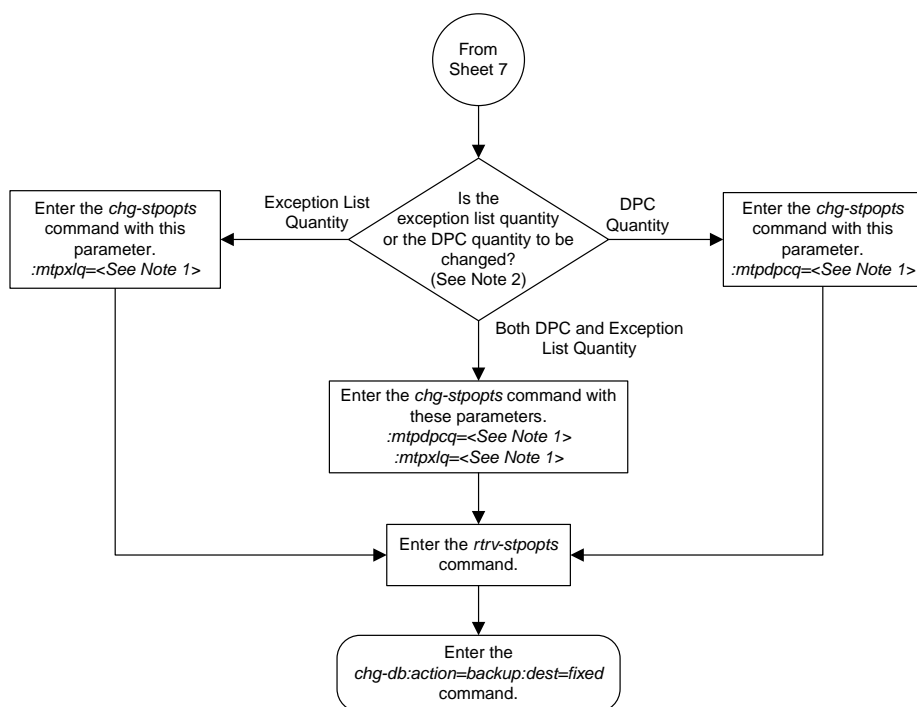 From
Sheet 7
Is the
exception list quantity
or the DPC quantity to be
changed?
(See Note 2)
Exception List
Quantity
DPC
Quantity
Enter the chg-stpopts
command with this
parameter.
:mtpxlq=<See Note 1>
Enter the chg-stpopts
command with this
parameter.
:mtpdpcq=<See Note 1>
Both DPC and Exception
List Quantity
Enter the chg-stpopts command with
these parameters.
:mtpdpcq=<See Note 1>
:mtpxlq=<See Note 1>
Enter the rtrv-stpopts
command.
Enter the
chg-db:action=backup:dest=fixed
command.